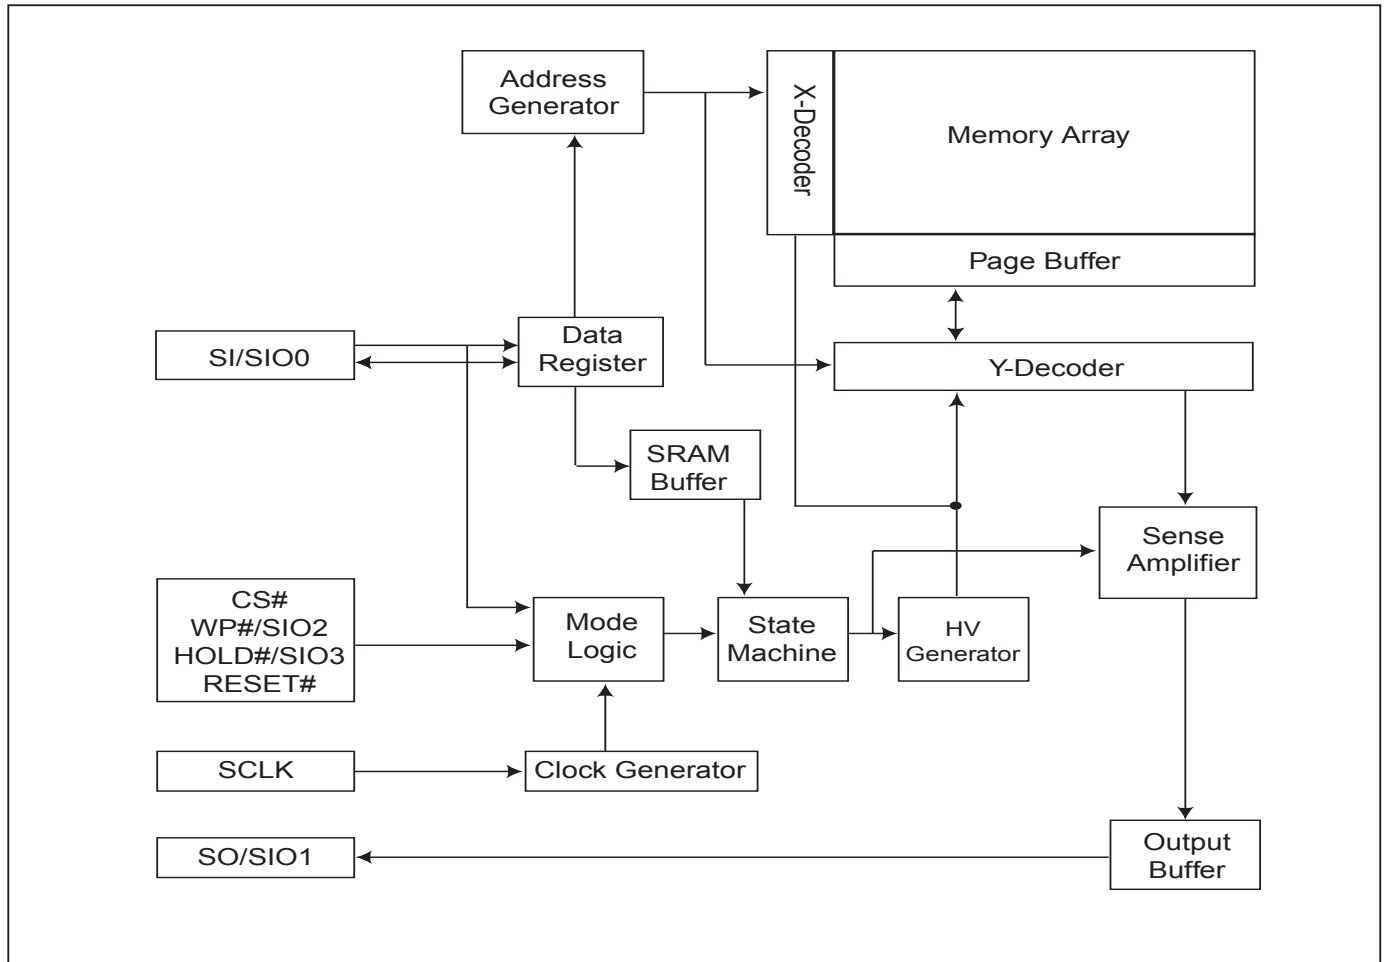 Address
Generator
X-Decoder
Memory Array
Page Buffer
SI/SIO0
Data
Register
Y-Decoder
SRAM
Buffer
Sense
Amplifier
CS#
WP#/SIO2
HOLD#/SIO3
RESET#
Mode
Logic
State
Machine
HV
Generator
SCLK
Clock Generator
SO/SIO1
Output
Buffer